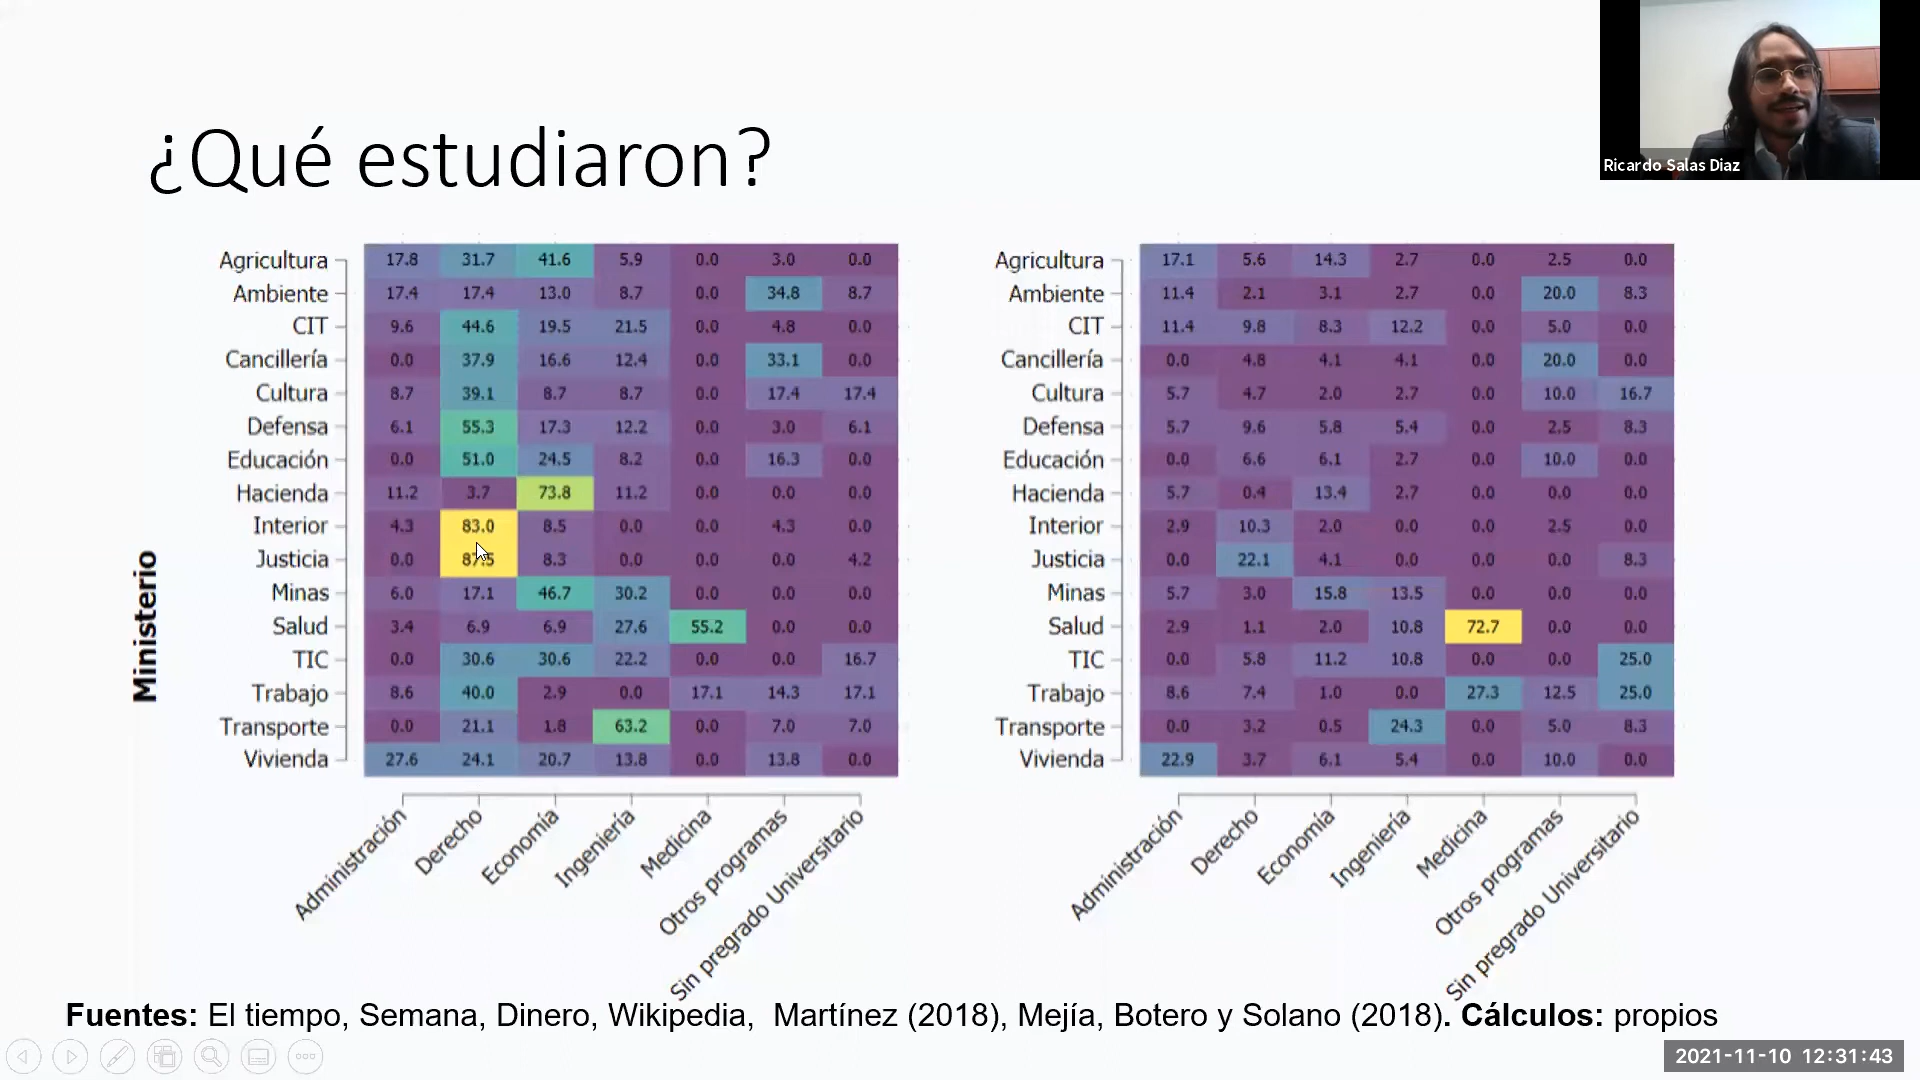 Ricardo Salas Diaz
¿Qué estudiaron?
Ministerio
Agricultura 17.8 31.7 41.6 5.9 0.0 3.0 0.0
Ambiente 17.4 17.4 13.0 8.7 0.0 34.8 8.7
CIT 9.6 44.6 19.5 21.5 0.0 4.8 0.0
Cancillería 0.0 37.9 16.6 12.4 0.0 33.1 0.0
Cultura 8.7 39.1 8.7 8.7 0.0 17.4 17.4
Defensa 6.1 55.3 17.3 12.2 0.0 3.0 6.1
Educación 0.0 51.0 24.5 8.2 0.0 16.3 0.0
Hacienda 11.2 3.7 73.8 11.2 0.0 0.0 0.0
Interior 4.3 83.0 8.5 0.0 0.0 4.3 0.0
Justicia 0.0 87.5 8.3 0.0 0.0 0.0 4.2
Minas 6.0 17.1 46.7 30.2 0.0 0.0 0.0
Salud 3.4 6.9 6.9 27.6 55.2 0.0 0.0
TIC 0.0 30.6 30.6 22.2 0.0 0.0 16.7
Trabajo 8.6 40.0 2.9 0.0 17.1 14.3 17.1
Transporte 0.0 21.1 1.8 63.2 0.0 7.0 7.0
Vivienda 27.6 24.1 20.7 13.8 0.0 13.8 0.0
Administración
Derecho
Economía
Ingeniería
Medicina
Otros programas
Sin pregrado Universitario
Agricultura 17.1 5.6 14.3 2.7 0.0 2.5 0.0
Ambiente 11.4 2.1 3.1 2.7 0.0 20.0 8.3
CIT 11.4 9.8 8.3 12.2 0.0 5.0 0.0
Cancillería 0.0 4.8 4.1 4.1 0.0 20.0 0.0
Cultura 5.7 4.7 2.0 2.7 0.0 10.0 16.7
Defensa 5.7 9.6 5.8 5.4 0.0 2.5 8.3
Educación 0.0 6.6 6.1 2.7 0.0 10.0 0.0
Hacienda 5.7 0.4 13.4 2.7 0.0 0.0 0.0
Interior 2.9 10.3 2.0 0.0 0.0 2.5 0.0
Justicia 0.0 22.1 4.1 0.0 0.0 0.0 8.3
Minas 5.7 3.0 15.8 13.5 0.0 0.0 0.0
Salud 2.9 1.1 2.0 10.8 72.7 0.0 0.0
TIC 0.0 5.8 11.2 10.8 0.0 0.0 25.0
Trabajo 8.6 7.4 1.0 0.0 27.3 12.5 25.0
Transporte 0.0 3.2 0.5 24.3 0.0 5.0 8.3
Vivienda 22.9 3.7 6.1 5.4 0.0 10.0 0.0
Administración
Derecho
Economía
Ingeniería
Medicina
Otros programas
Sin pregrado Universitario
Fuentes: El tiempo, Semana, Dinero, Wikipedia, Martínez (2018), Mejía, Botero y Solano (2018). Cálculos: propios
2021-11-10 12:31:43